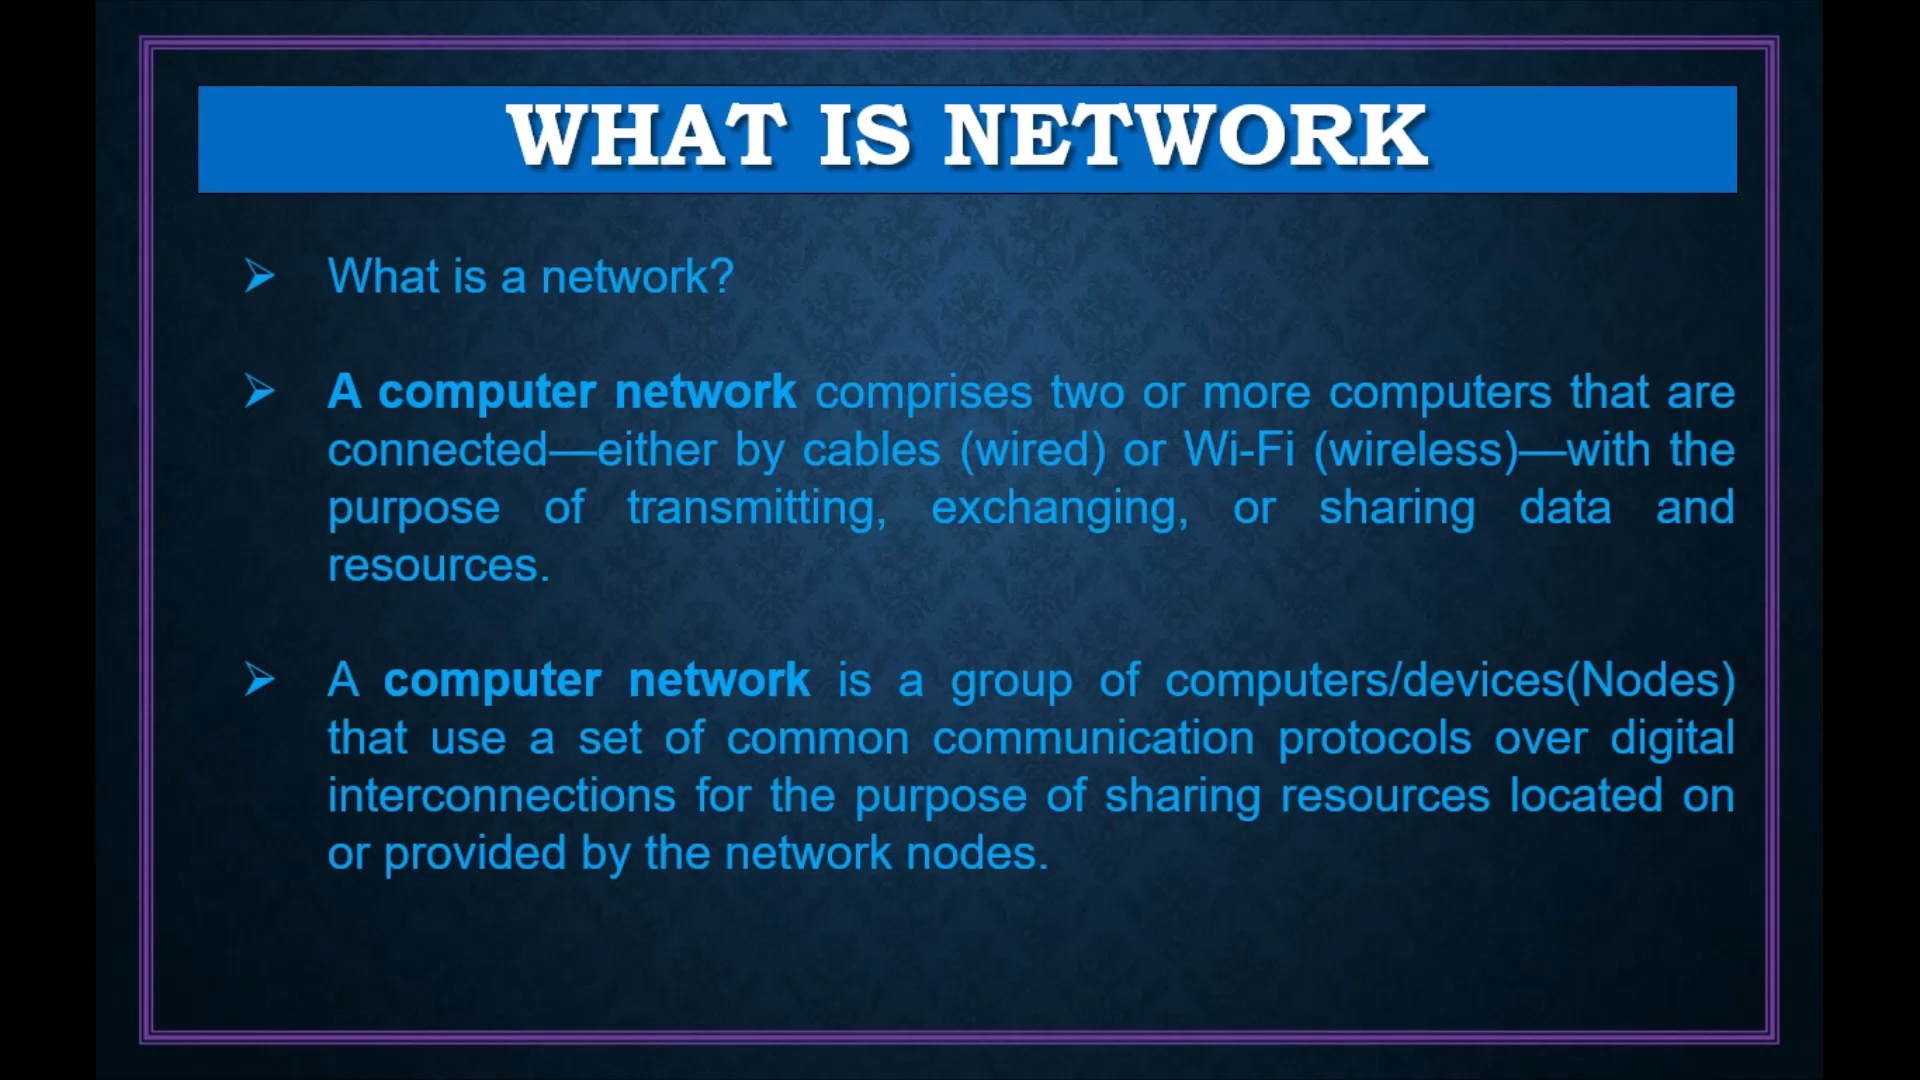 WHAT IS NETWORK
What is a network?
A computer network comprises two or more computers that are
connected—either by cables (wired) or Wi-Fi (wireless)—with the
purpose of transmitting, exchanging, or sharing data and
resources.
A computer network is a group of computers/devices(Nodes)
that use a set of common communication protocols over digital
interconnections for the purpose of sharing resources located on
or provided by the network nodes.